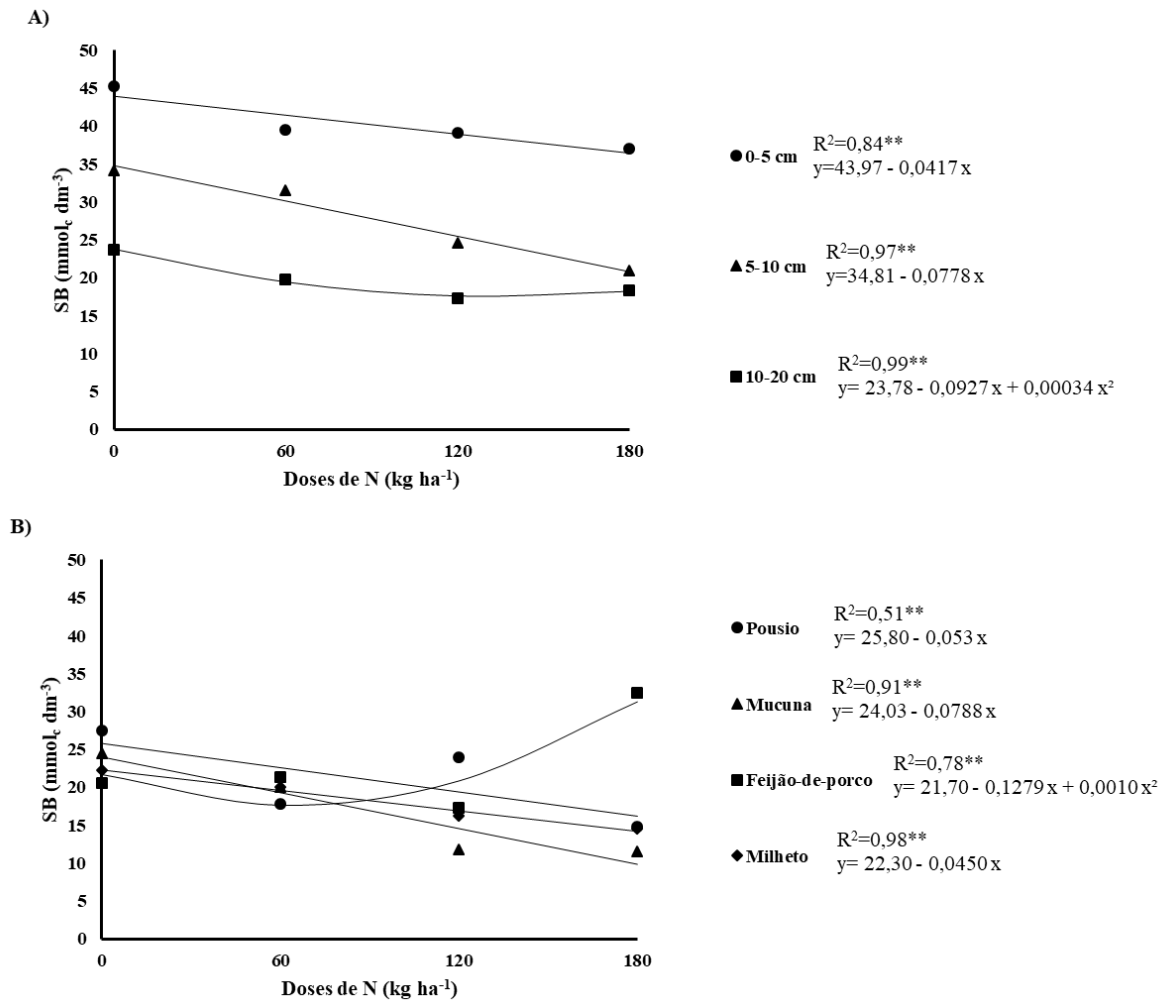 A)
50
45
40
35
30
25
20
15
10
5
0
SB (mmolc dm-3)
0 60 120 180
Doses de N (kg ha-1)
0-5 cm
R2=0,84**
y=43,97 - 0,0417 x
5-10 cm
R2=0,97**
y=34,81 - 0,0778 x
10-20 cm
R2=0,99**
y= 23,78 - 0,0927 x + 0,00034 x²
B)
50
45
40
35
30
25
20
15
10
5
0
SB (mmolc dm-3)
0 60 120 180
Doses de N (kg ha-1)
Pousio
R2=0,51**
y= 25,80 - 0,053 x
Mucuna
R2=0,91**
y= 24,03 - 0,0788 x
Feijão-de-porco
R2=0,78**
y= 21,70 - 0,1279 x + 0,0010 x²
Milheto
R2=0,98**
y= 22,30 - 0,0450 x